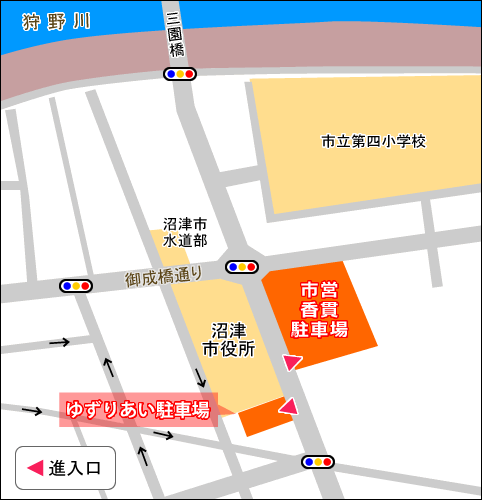 狩野川
三園橋
市立第四小学校
沼津市
水道部
御成橋通り
市営
香貫
駐車場
沼津
市役所
ゆずりあい駐車場
進入口